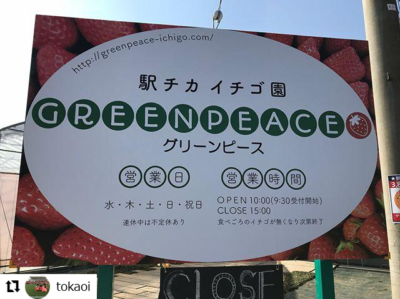 http://greenpeace-ichigo.com/
駅チカイチゴ園
GREENPEACE
グリーンピース
営業日
水・木・土・日・祝日
連休中は不定休あり
営業時間
OPEN 10:00(9:30受付開始)
CLOSE 15:00
食べごろのイチゴが無くなり次第終了
CLOSE
tokaoi